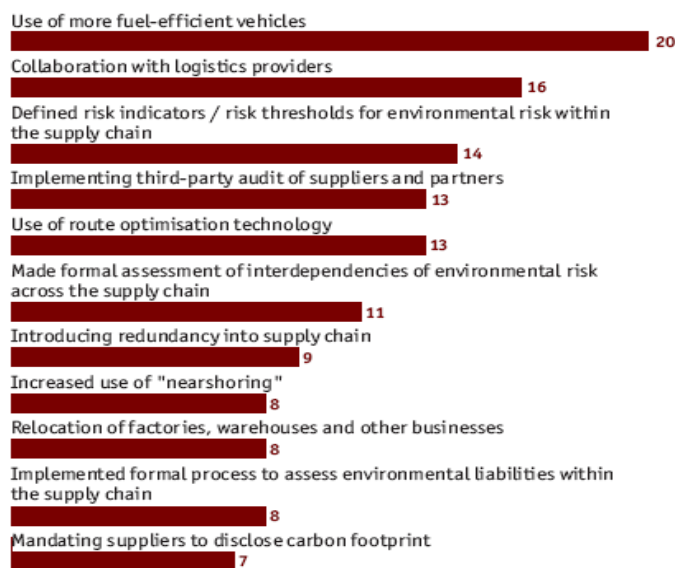 Use of more fuel-efficient vehicles
20
Collaboration with logistics providers
16
Defined risk indicators / risk thresholds for environmental risk within
the supply chain
14
Implementing third-party audit of suppliers and partners
13
Use of route optimisation technology
13
Made formal assessment of interdependencies of environmental risk
across the supply chain
11
Introducing redundancy into supply chain
9
Increased use of "nearshoring"
8
Relocation of factories, warehouses and other businesses
8
Implemented formal process to assess environmental liabilities within
the supply chain
8
Mandating suppliers to disclose carbon footprint
7